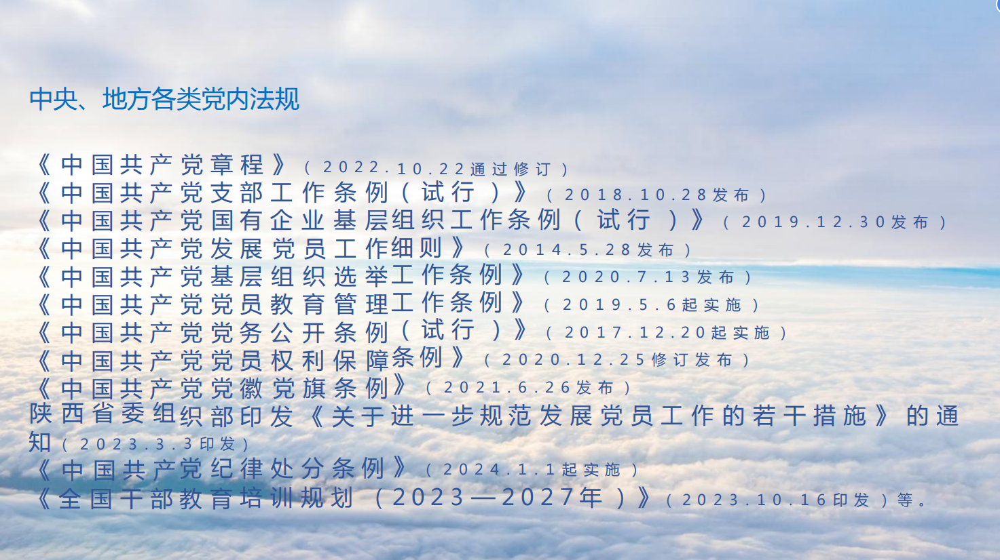 中央、地方各类党内法规
《中国共产党章程》(2022.10.22通过修订)
《中国共产党支部工作条例(试行)》(2018.10.28发布)
《中国共产党国有企业基层组织工作条例(试行)》(2019.12.30发布)
《中国共产党发展党员工作细则》(2014.5.28发布)
《中国共产党基层组织选举工作条例》(2020.7.13发布)
《中国共产党党员教育管理工作条例》(2019.5.6起实施)
《中国共产党党务公开条例(试行)》(2017.12.20起实施)
《中国共产党党员权利保障条例》(2020.12.25修订发布)
《中国共产党党徽党旗条例》(2021.6.26发布)
陕西省委组织部印发《关于进一步规范发展党员工作的若干措施》的通
知(2023.3.3印发)
《中国共产党纪律处分条例》(2024.1.1起实施)
《全国干部教育培训规划(2023—2027年)》(2023.10.16印发)等。